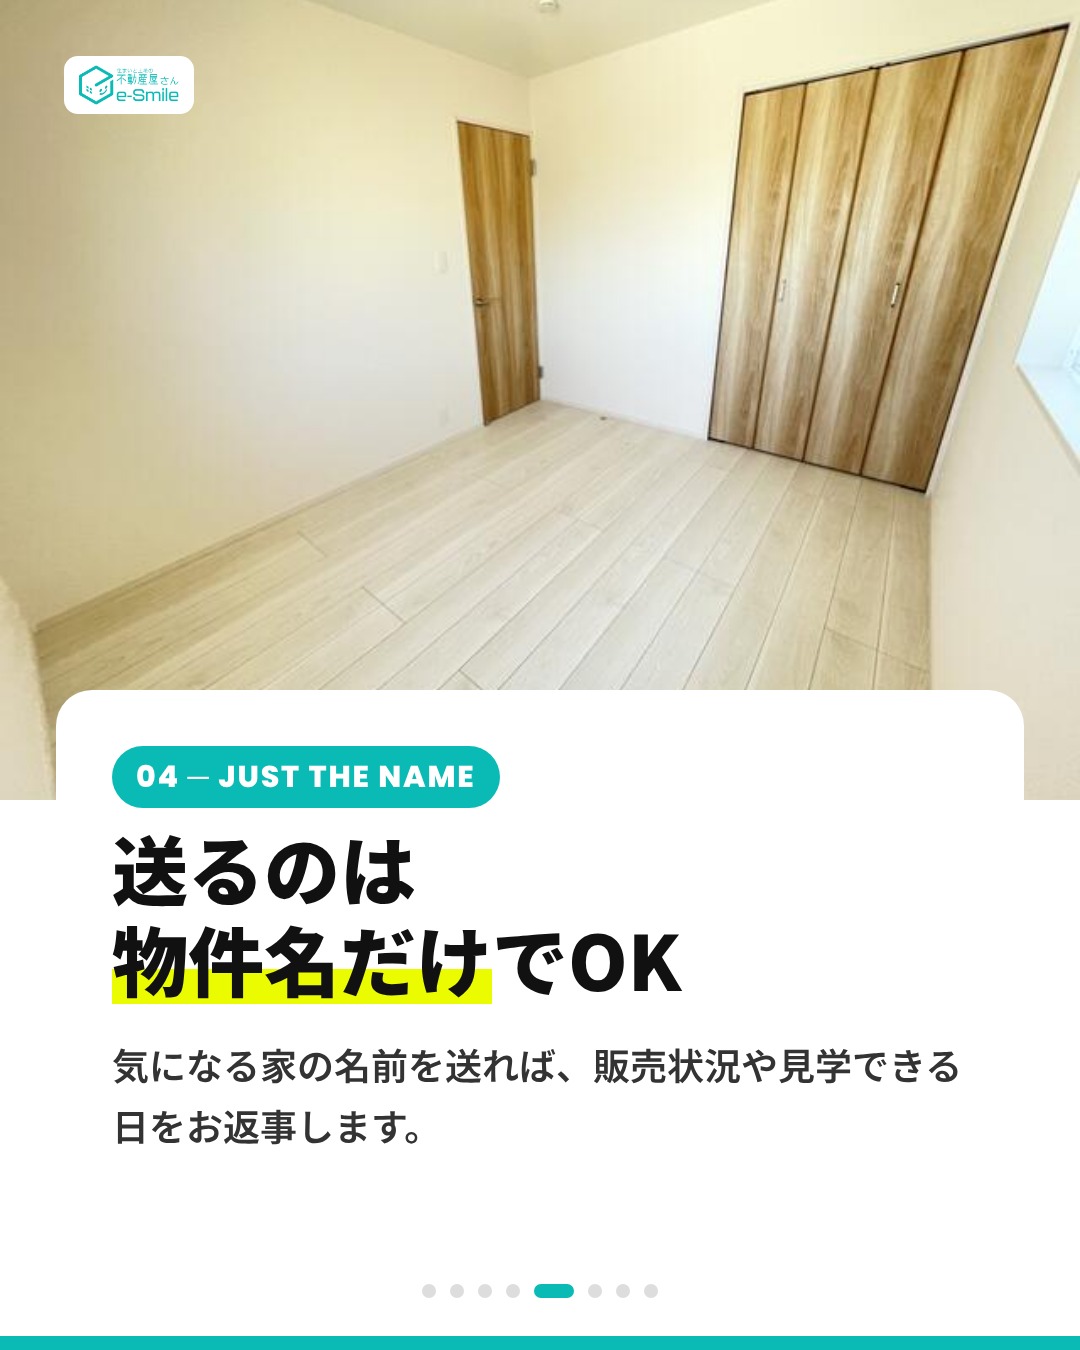 不動産屋さん
e-Smile
04 — JUST THE NAME
送るのは
物件名だけでOK
気になる家の名前を送れば、販売状況や見学できる
日をお返事します。